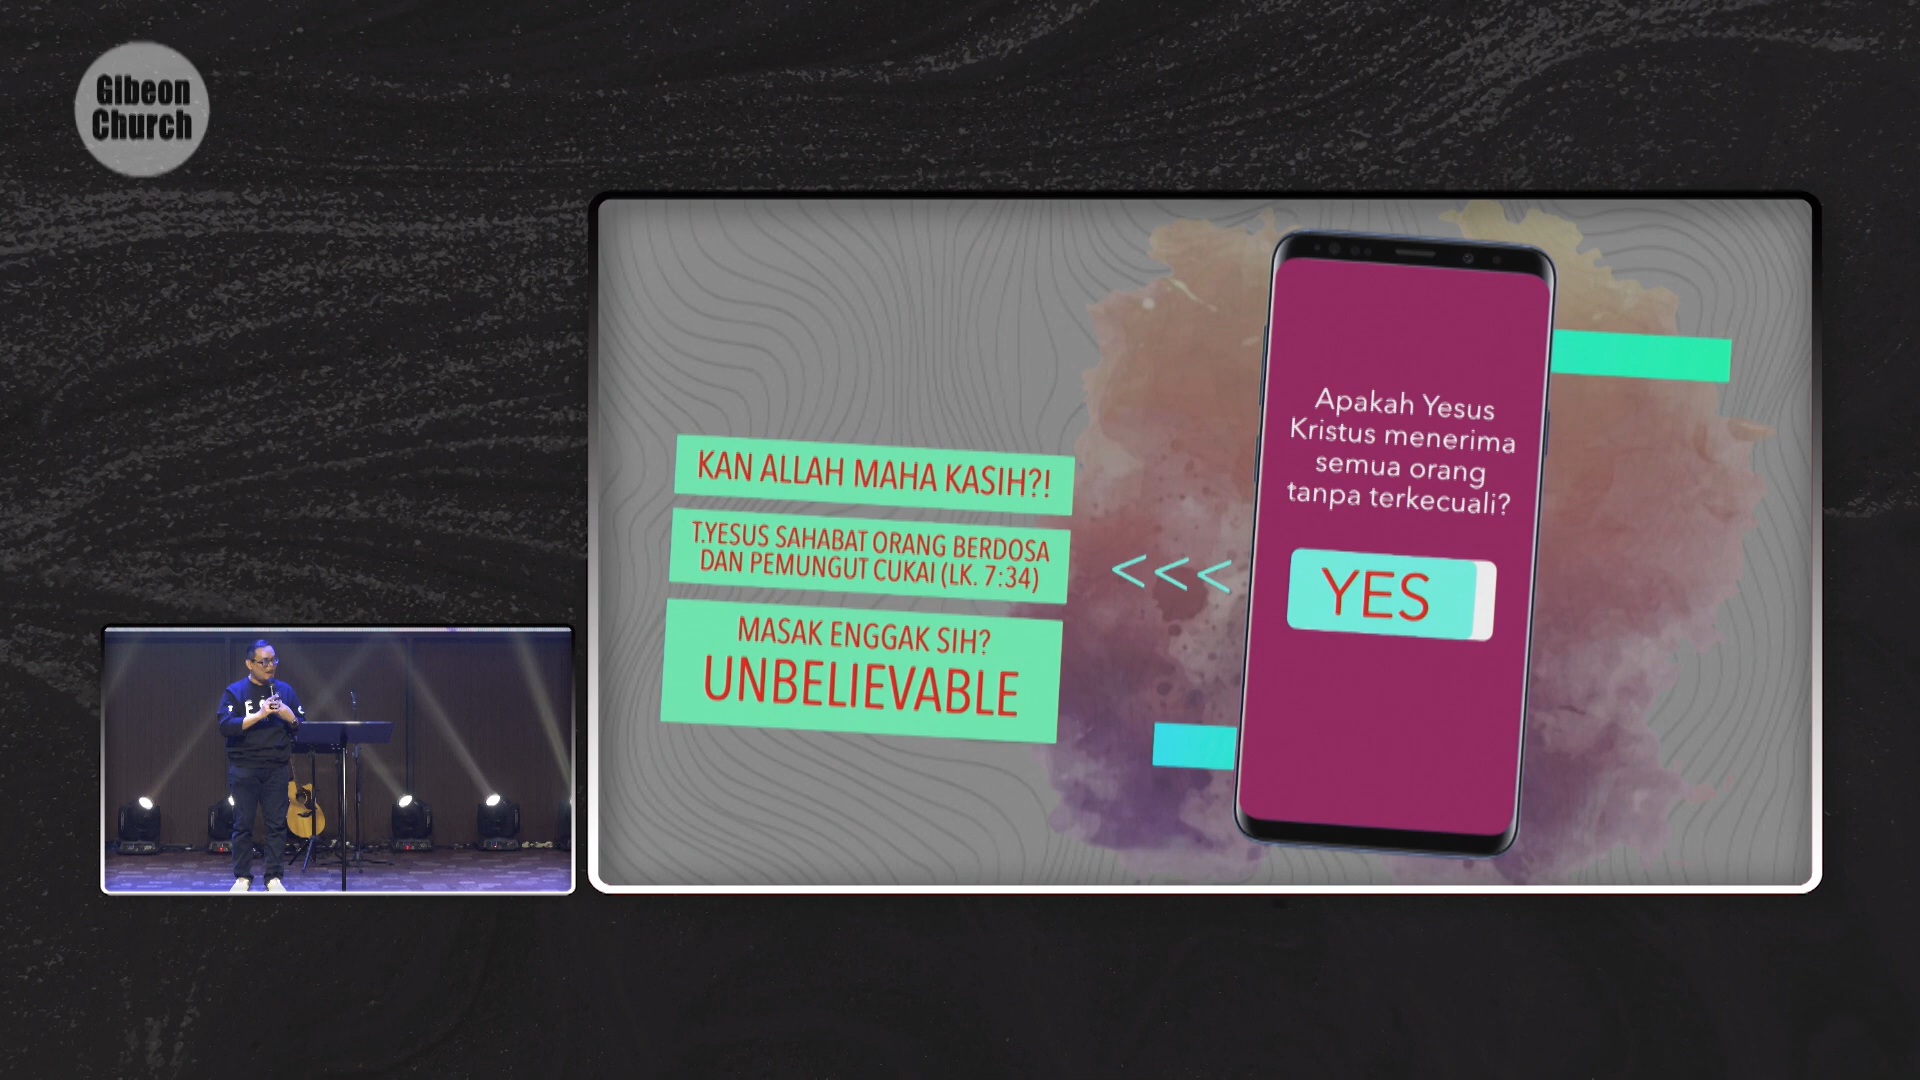 Gibeon
Church
KAN ALLAH MAHA KASIH?!
T.YESUS SAHABAT ORANG BERDOSA
DAN PEMUNGUT CUKAI (LK. 7:34)
MASAK ENGGAK SIH?
UNBELIEVABLE
<<<
Apakah Yesus
Kristus menerima
semua orang
tanpa terkecuali?
YES